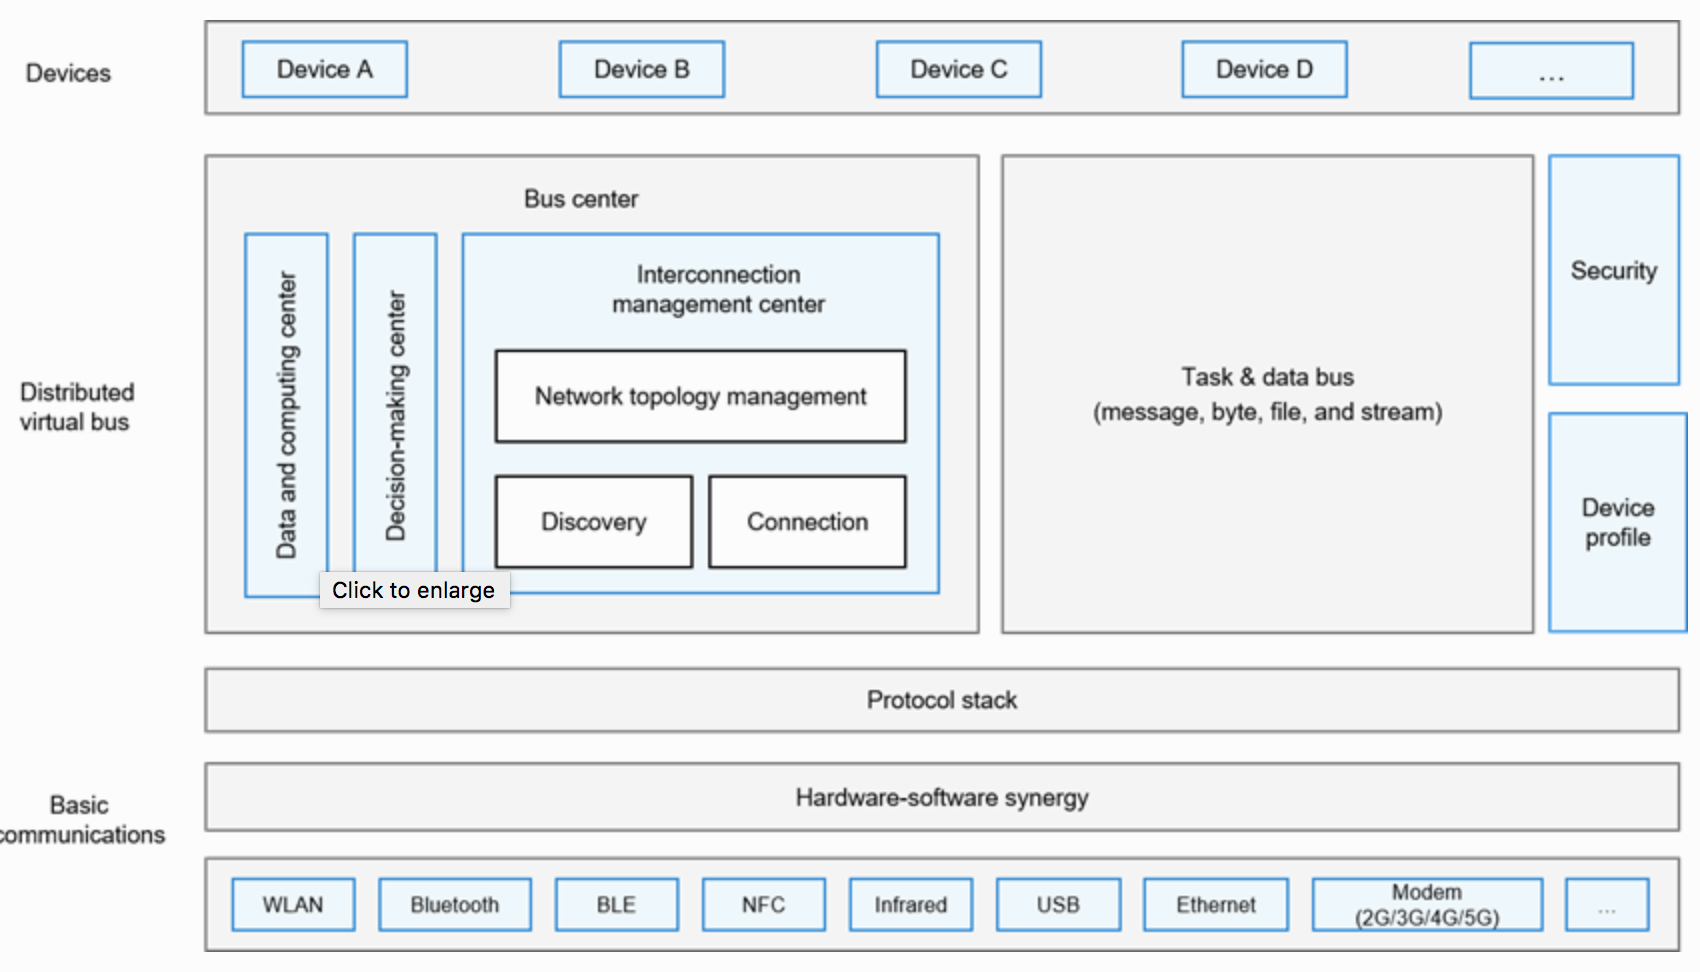 Devices
Device A
Device B
Device C
Device D
...
Distributed
virtual bus
Bus center
Data and computing center
Decision-making center
Interconnection
management center
Network topology management
Discovery
Connection
Click to enlarge
Task & data bus
(message, byte, file, and stream)
Security
Device
profile
Protocol stack
Basic
communications
Hardware-software synergy
WLAN
Bluetooth
BLE
NFC
Infrared
USB
Ethernet
Modem
(2G/3G/4G/5G)
...